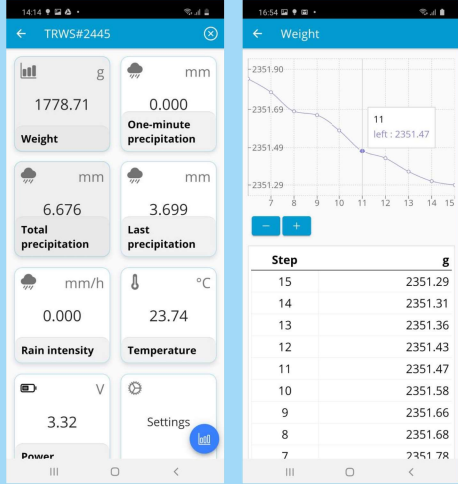 14:14
TRWS#2445
g
1778.71
Weight
mm
0.000
One-minute
precipitation
mm
6.676
Total
precipitation
mm
3.699
Last
precipitation
mm/h
0.000
Rain intensity
°C
23.74
Temperature
V
3.32
Power
Settings
16:54
Weight
2351.90
2351.69
2351.49
2351.29
11
left : 2351.47
7 8 9 10 11 12 13 14 15
− +
Step g
15 2351.29
14 2351.31
13 2351.36
12 2351.43
11 2351.47
10 2351.58
9 2351.66
8 2351.68
7 2351.78